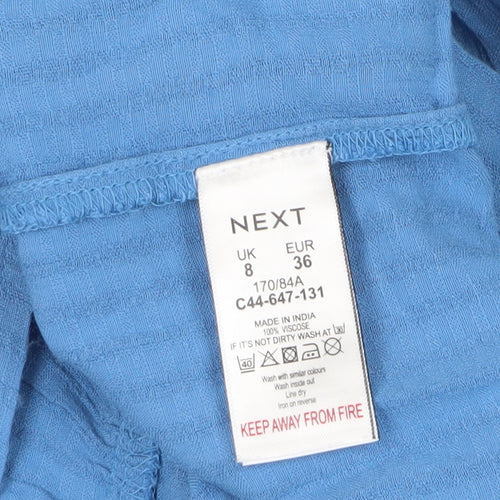 NEXT
UK EUR
8 36
170/84A
C44-647-131
MADE IN INDIA
100% VISCOSE
IF IT'S NOT DIRTY WASH AT 30
40
Wash with similar colours
Wash inside out
Line dry
Iron on reverse
KEEP AWAY FROM FIRE